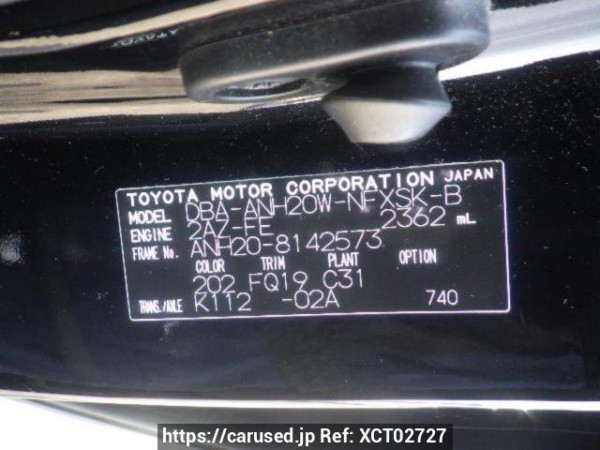 TOYOTA MOTOR CORPORATION JAPAN
MODEL DBA-ANH20W-NFXSK-B
ENGINE 2AZ-FE 2362 mL
FRAME No. ANH20-8142573
COLOR TRIM PLANT OPTION
202 FQ19 C31
TRANS./AXLE K112 -02A 740
https://carused.jp Ref: XCT02727